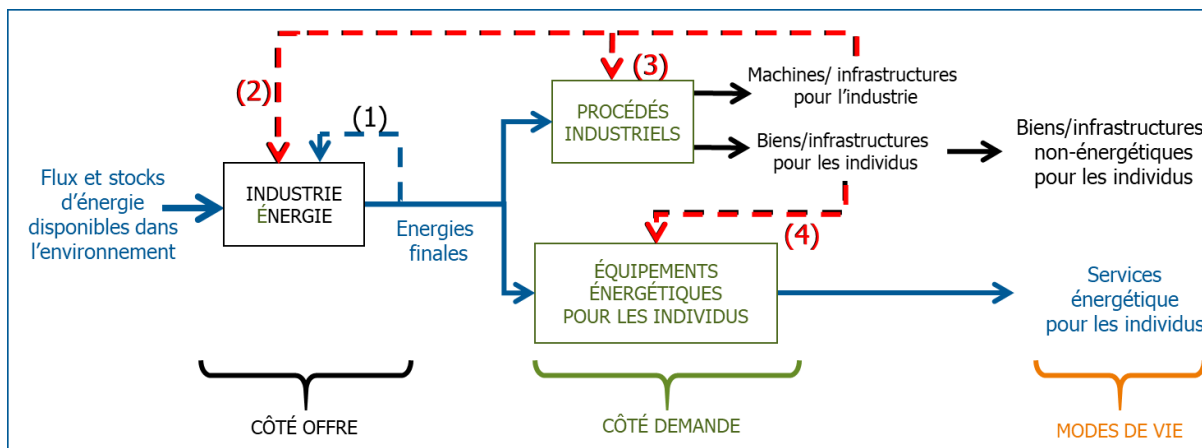 (2)
(1)
(3)
Machines/ infrastructures
pour l'industrie
PROCÉDÉS
INDUSTRIELS
Biens/infrastructures
pour les individus
Biens/infrastructures
non-énergétiques
pour les individus
Flux et stocks
d'énergie
disponibles dans
l'environnement
INDUSTRIE
ÉNERGIE
Energies
finales
(4)
ÉQUIPEMENTS
ÉNERGÉTIQUES
POUR LES INDIVIDUS
Services
énergétique
pour les individus
CÔTÉ OFFRE
CÔTÉ DEMANDE
MODES DE VIE